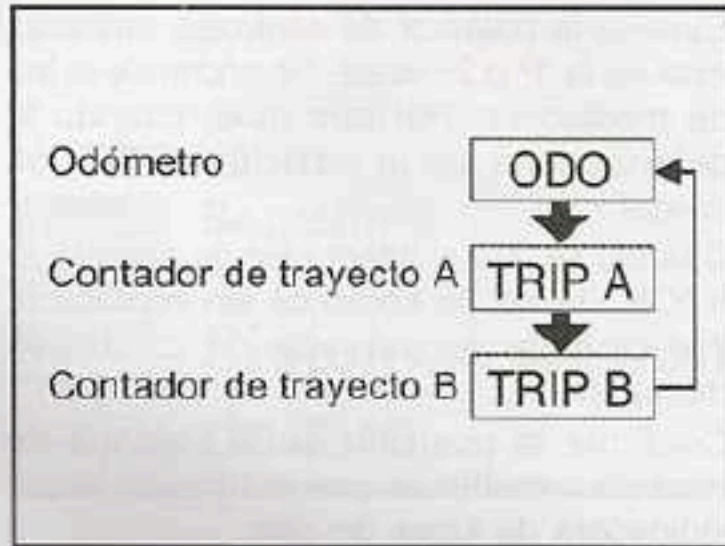 Odómetro ODO
Contador de trayecto A TRIP A
Contador de trayecto B TRIP B